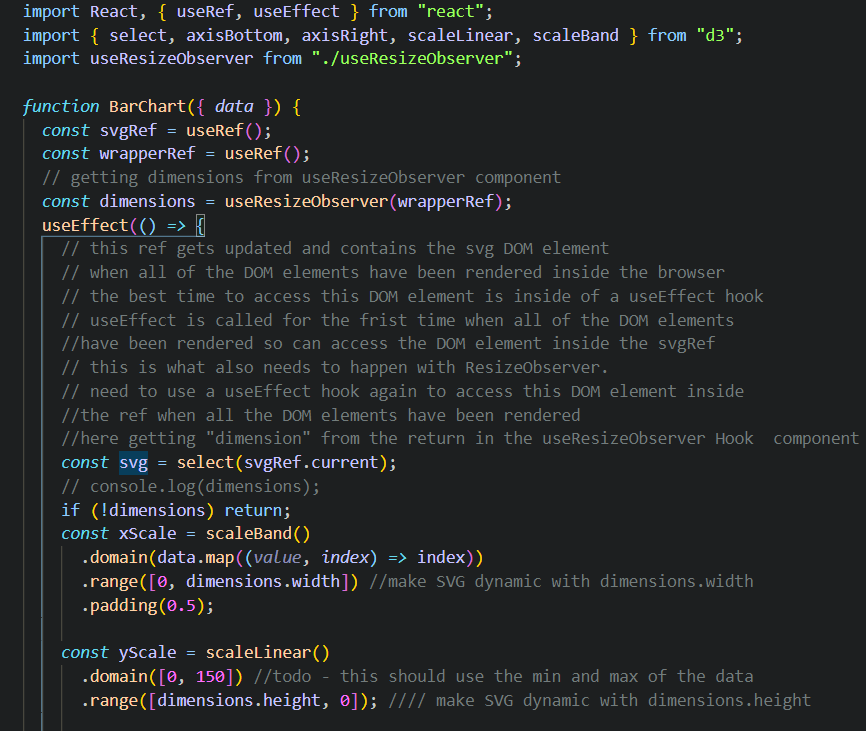 import React, { useRef, useEffect } from "react";
import { select, axisBottom, axisRight, scaleLinear, scaleBand } from "d3";
import useResizeObserver from "./useResizeObserver";

function BarChart({ data }) {
  const svgRef = useRef();
  const wrapperRef = useRef();
  // getting dimensions from useResizeObserver component
  const dimensions = useResizeObserver(wrapperRef);
  useEffect(() => {
    // this ref gets updated and contains the svg DOM element
    // when all of the DOM elements have been rendered inside the browser
    // the best time to access this DOM element is inside of a useEffect hook
    // useEffect is called for the frist time when all of the DOM elements
    //have been rendered so can access the DOM element inside the svgRef
    // this is what also needs to happen with ResizeObserver.
    // need to use a useEffect hook again to access this DOM element inside
    //the ref when all the DOM elements have been rendered
    //here getting "dimension" from the return in the useResizeObserver Hook  component
    const svg = select(svgRef.current);
    // console.log(dimensions);
    if (!dimensions) return;
    const xScale = scaleBand()
      .domain(data.map((value, index) => index))
      .range([0, dimensions.width]) //make SVG dynamic with dimensions.width
      .padding(0.5);

    const yScale = scaleLinear()
      .domain([0, 150]) //todo - this should use the min and max of the data
      .range([dimensions.height, 0]); //// make SVG dynamic with dimensions.height